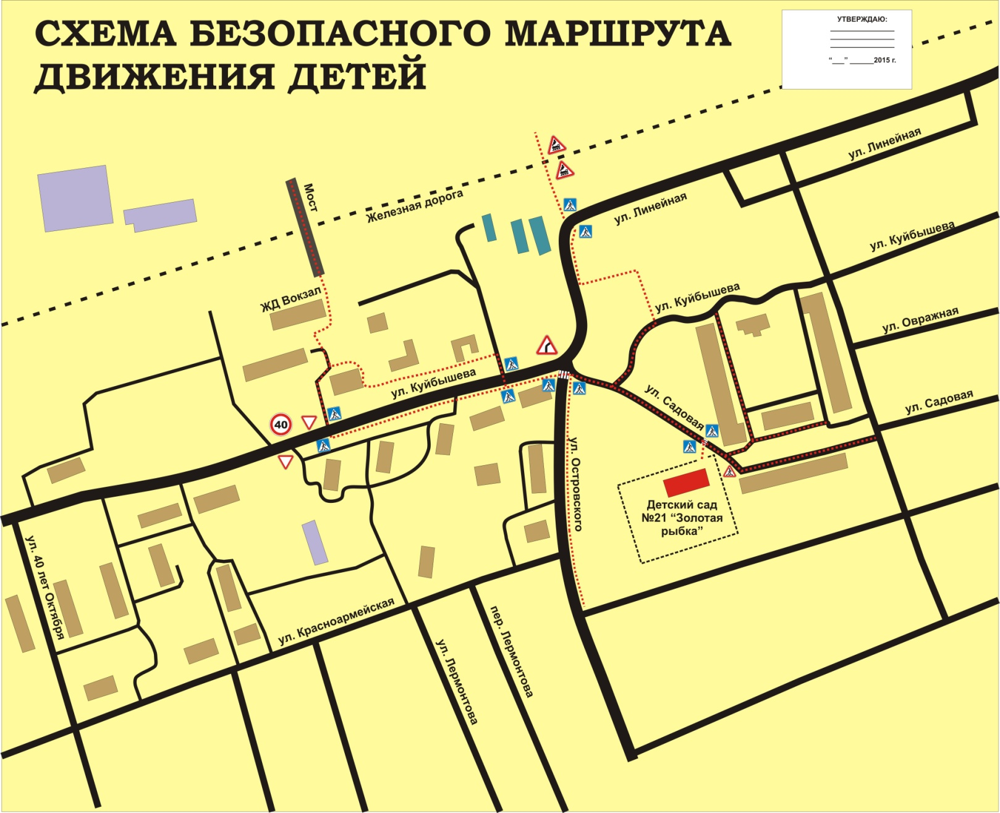 СХЕМА БЕЗОПАСНОГО МАРШРУТА
ДВИЖЕНИЯ ДЕТЕЙ
УТВЕРЖДАЮ:
“___” ______2015 г.
ул. Линейная
Мост
Железная дорога
ул. Линейная
ул. Куйбышева
ЖД Вокзал
ул. Куйбышева
ул. Овражная
ул. Куйбышева
ул. Садовая
ул. Садовая
40
ул. Островского
Детский сад
№21 “Золотая
рыбка”
ул. 40 лет Октября
ул. Красноармейская
ул. Лермонтова
пер. Лермонтова